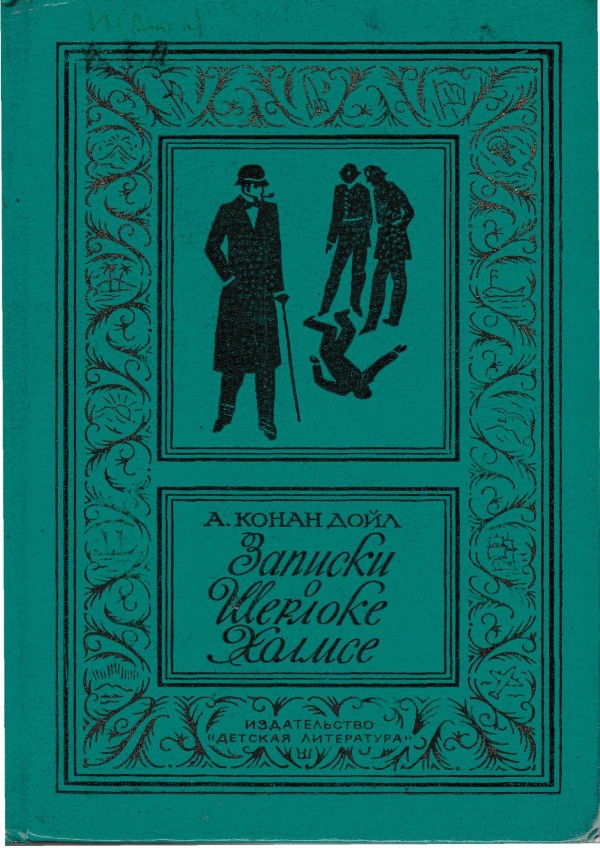 А. КОНАН ДОЙЛ
Записки
о
Шерлоке
Холмсе
ИЗДАТЕЛЬСТВО
"ДЕТСКАЯ ЛИТЕРАТУРА"